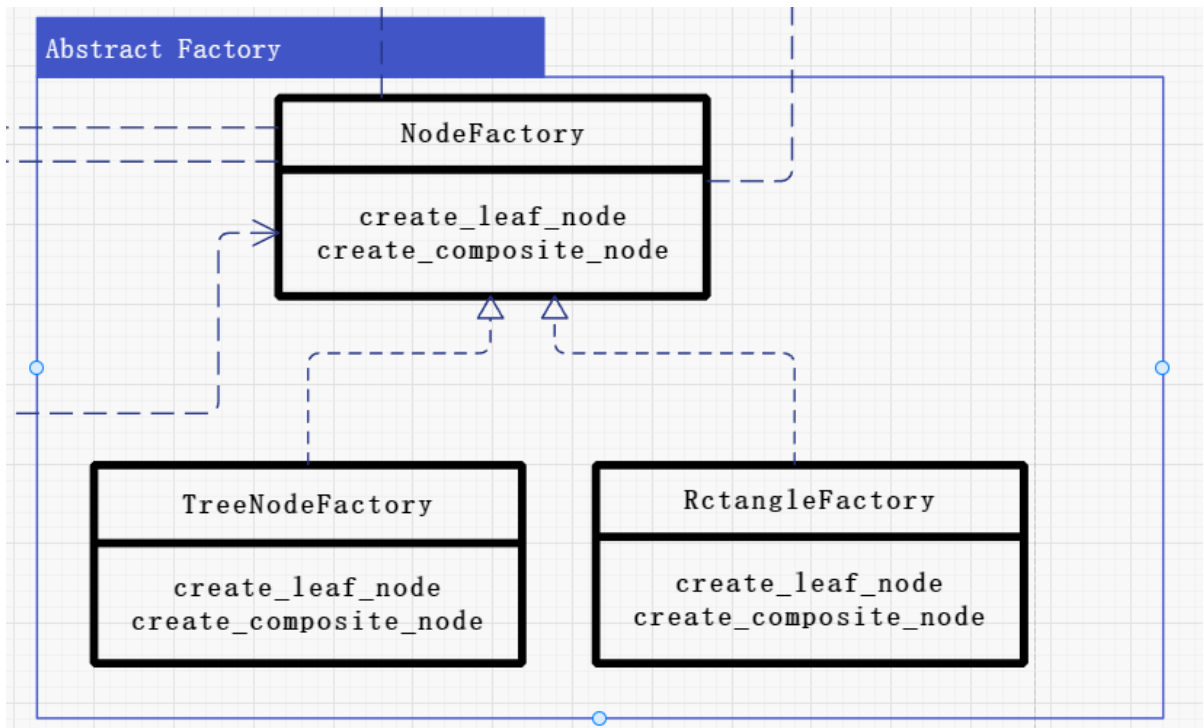 Abstract Factory
NodeFactory
create_leaf_node
create_composite_node
TreeNodeFactory
create_leaf_node
create_composite_node
RctangleFactory
create_leaf_node
create_composite_node